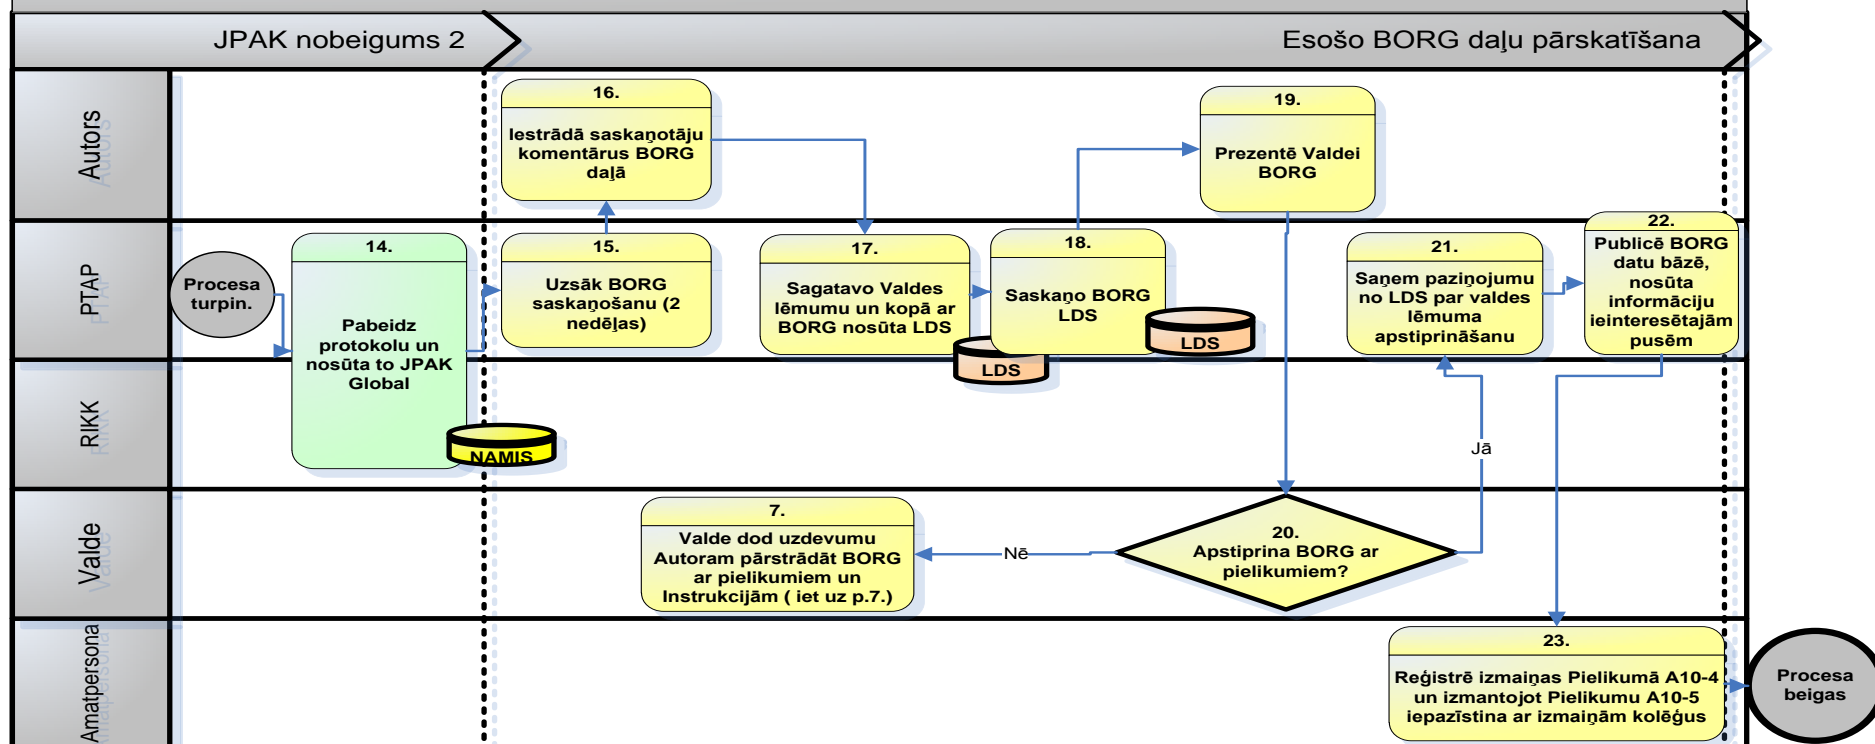 JPAK nobeigums 2
Esošo BORG daļu pārskatīšana
Autors
16.
Iestrādā saskaņotāju
komentārus BORG
daļā
19.
Prezentē Valdei
BORG
PTAP
Procesa
turpin.
14.
Pabeidz
protokolu un
nosūta to JPAK
Global
NAMIS
15.
Uzsāk BORG
saskaņošanu (2
nedēļas)
17.
Sagatavo Valdes
lēmumu un kopā ar
BORG nosūta LDS
LDS
18.
Saskaņo BORG
LDS
LDS
21.
Saņem paziņojumu
no LDS par valdes
lēmuma
apstiprināšanu
22.
Publicē BORG
datu bāzē,
nosūta
informāciju
ieinteresētajām
pusēm
RIKK
Jā
Valde
7.
Valde dod uzdevumu
Autoram pārstrādāt BORG
ar pielikumiem un
Instrukcijām ( iet uz p.7.)
Nē
20.
Apstiprina BORG ar
pielikumiem?
Amatpersona
23.
Reģistrē izmaiņas Pielikumā A10-4
un izmantojot Pielikumu A10-5
iepazīstina ar izmaiņām kolēģus
Procesa
beigas